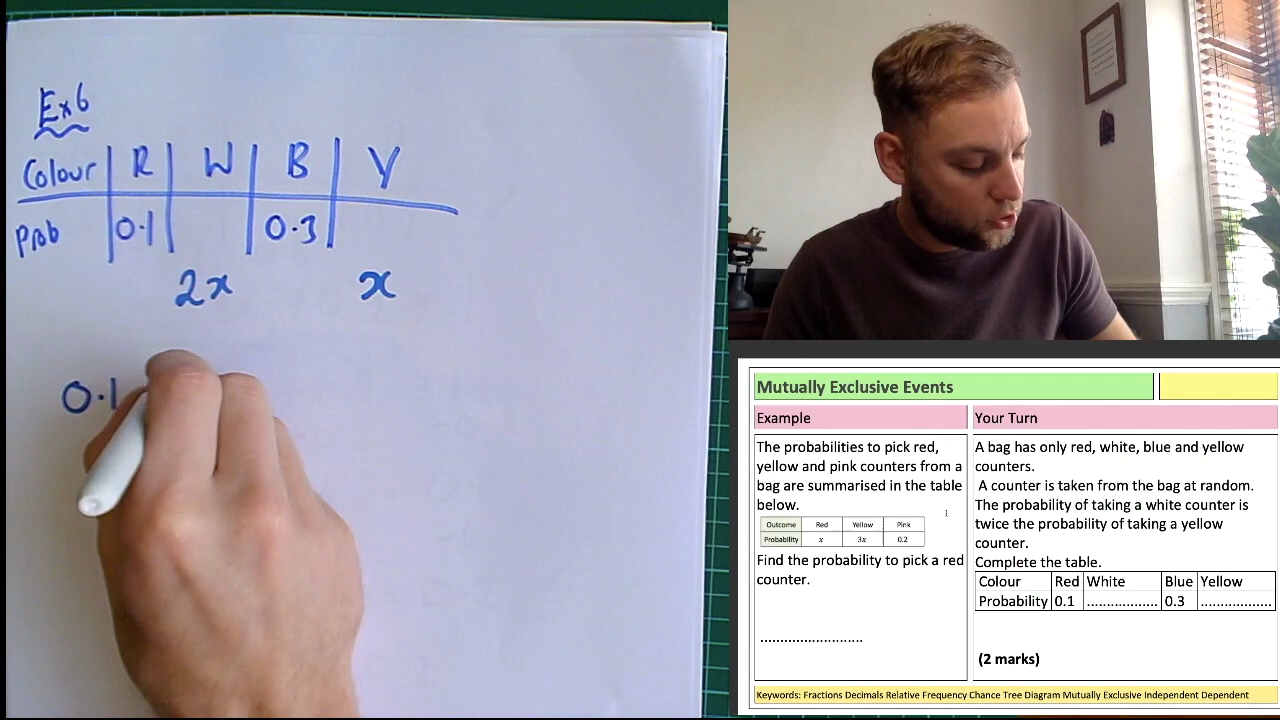 Ex6
Colour R W B Y
Prob 0.1 0.3
2x x
0.1
Mutually Exclusive Events
Example
The probabilities to pick red,
yellow and pink counters from a
bag are summarised in the table
below.
Outcome Red Yellow Pink
Probability x 3x 0.2
Find the probability to pick a red
counter.
..........................
Your Turn
A bag has only red, white, blue and yellow
counters.
A counter is taken from the bag at random.
The probability of taking a white counter is
twice the probability of taking a yellow
counter.
Complete the table.
Colour Red White Blue Yellow
Probability 0.1 .................. 0.3 ..................
(2 marks)
Keywords: Fractions Decimals Relative Frequency Chance Tree Diagram Mutually Exclusive Independent Dependent